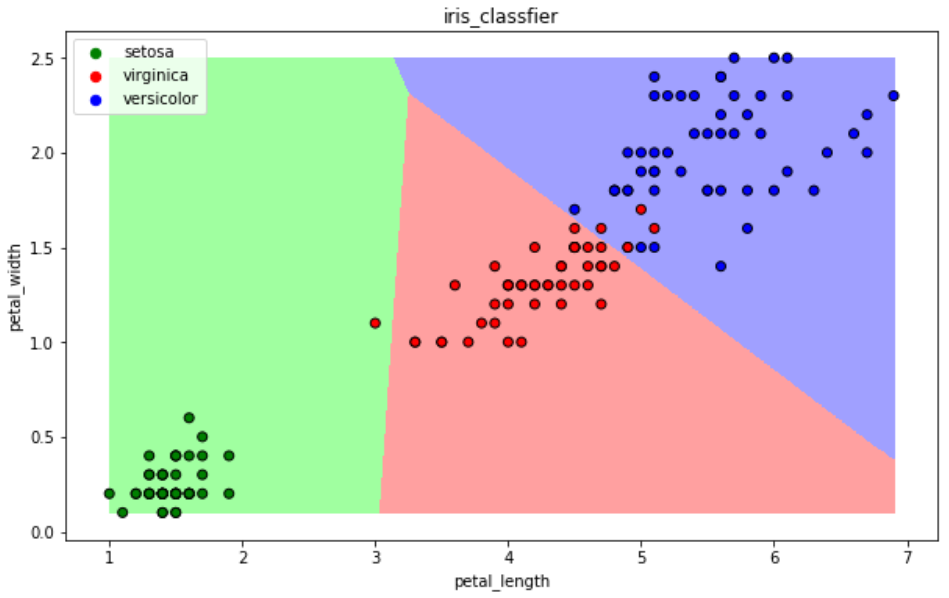 iris_classfier
setosa
virginica
versicolor
2.5
2.0
1.5
1.0
0.5
0.0
petal_width
1 2 3 4 5 6 7
petal_length